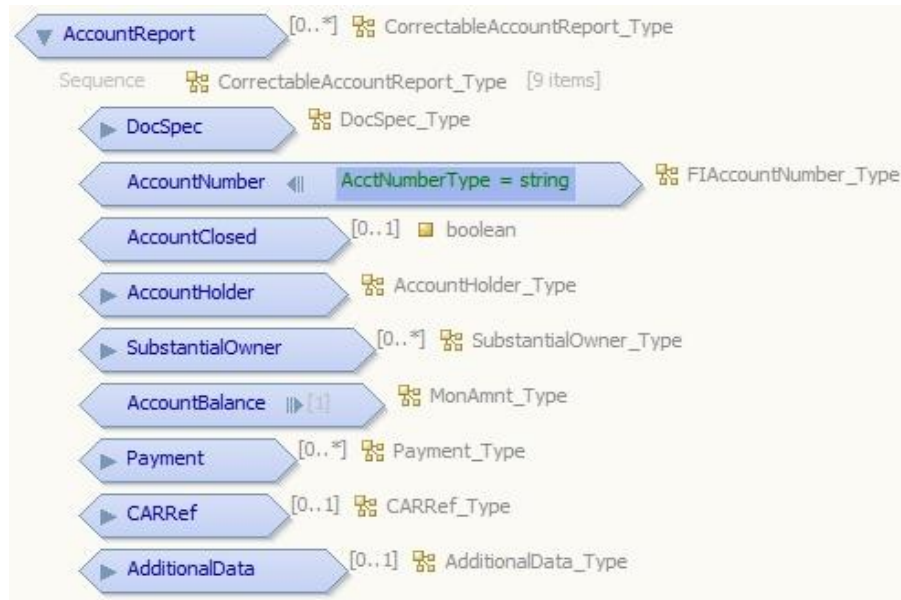 AccountReport [0..*] CorrectableAccountReport_Type
Sequence CorrectableAccountReport_Type [9 items]
DocSpec DocSpec_Type
AccountNumber AcctNumberType = string FIAccountNumber_Type
AccountClosed [0..1] boolean
AccountHolder AccountHolder_Type
SubstantialOwner [0..*] SubstantialOwner_Type
AccountBalance [1] MonAmnt_Type
Payment [0..*] Payment_Type
CARRef [0..1] CARRef_Type
AdditionalData [0..1] AdditionalData_Type